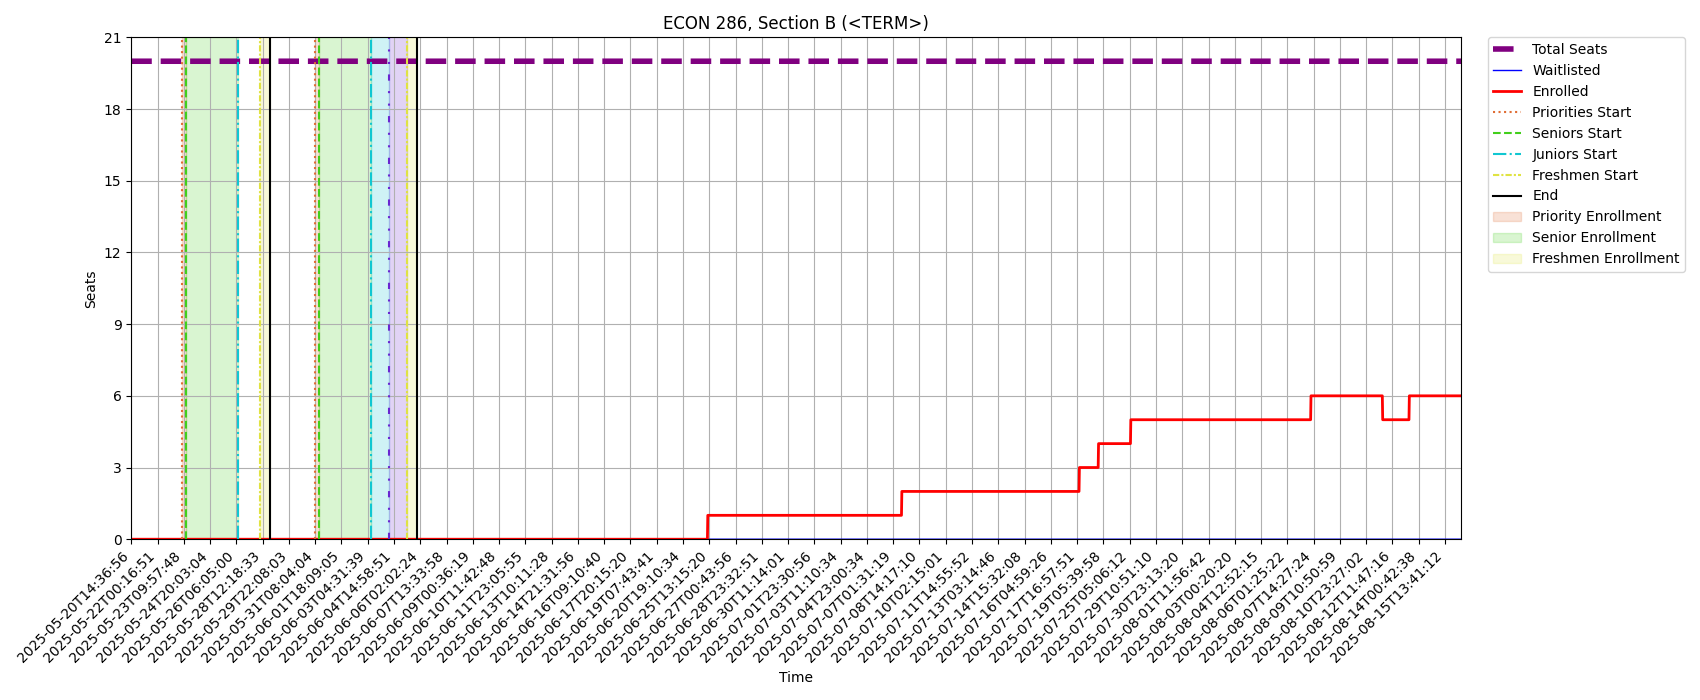 ECON 286, Section B (<TERM>)
21
18
15
12
9
6
3
0
Seats
2025-05-20T14:36:56
2025-05-22T00:16:51
2025-05-23T09:57:48
2025-05-24T20:03:04
2025-05-26T06:05:00
2025-05-28T12:18:33
2025-05-29T22:08:03
2025-05-31T08:04:04
2025-06-01T18:09:05
2025-06-03T04:31:39
2025-06-04T14:58:51
2025-06-06T02:02:24
2025-06-07T13:33:58
2025-06-09T00:36:19
2025-06-10T11:42:48
2025-06-11T23:05:55
2025-06-13T10:11:28
2025-06-14T21:31:56
2025-06-16T09:10:40
2025-06-17T20:15:20
2025-06-19T07:43:41
2025-06-20T19:10:34
2025-06-25T13:15:20
2025-06-27T00:43:56
2025-06-28T23:32:51
2025-06-30T11:14:01
2025-07-01T23:30:56
2025-07-03T11:10:34
2025-07-04T23:00:34
2025-07-07T01:31:19
2025-07-08T14:17:10
2025-07-10T02:15:01
2025-07-11T14:55:52
2025-07-13T03:14:46
2025-07-14T15:32:08
2025-07-16T04:59:26
2025-07-17T16:57:51
2025-07-19T05:39:58
2025-07-25T05:06:12
2025-07-29T10:51:10
2025-07-30T23:13:20
2025-08-01T11:56:42
2025-08-03T00:20:20
2025-08-04T12:52:15
2025-08-06T01:25:22
2025-08-07T14:27:24
2025-08-09T10:50:59
2025-08-10T23:27:02
2025-08-12T11:47:16
2025-08-14T00:42:38
2025-08-15T13:41:12
Time
Total Seats
Waitlisted
Enrolled
Priorities Start
Seniors Start
Juniors Start
Freshmen Start
End
Priority Enrollment
Senior Enrollment
Freshmen Enrollment